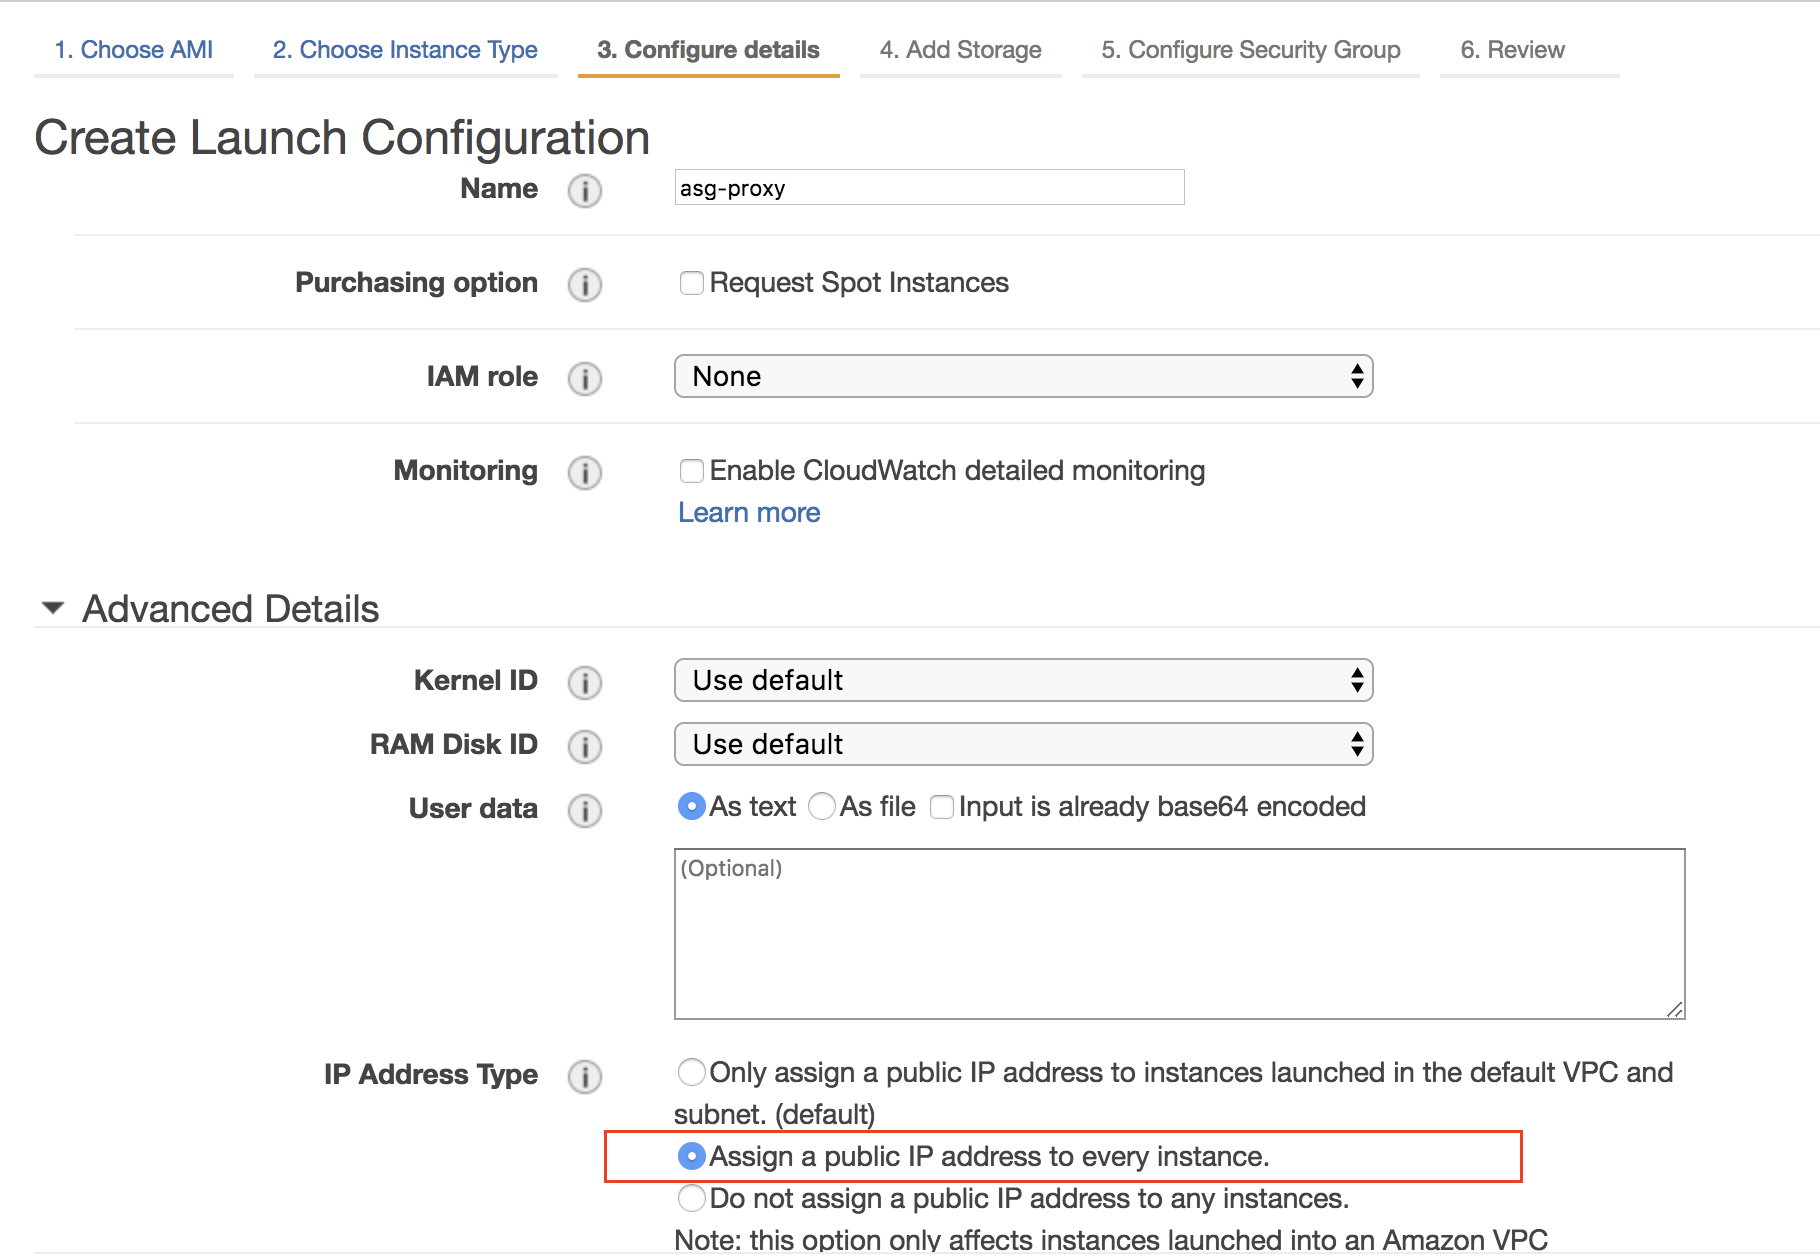 1. Choose AMI 2. Choose Instance Type 3. Configure details 4. Add Storage 5. Configure Security Group 6. Review
Create Launch Configuration
Name i asg-proxy
Purchasing option i Request Spot Instances
IAM role i None
Monitoring i Enable CloudWatch detailed monitoring
Learn more
Advanced Details
Kernel ID i Use default
RAM Disk ID i Use default
User data i As text As file Input is already base64 encoded
(Optional)
IP Address Type i Only assign a public IP address to instances launched in the default VPC and
subnet. (default)
Assign a public IP address to every instance.
Do not assign a public IP address to any instances.
Note: this option only affects instances launched into an Amazon VPC